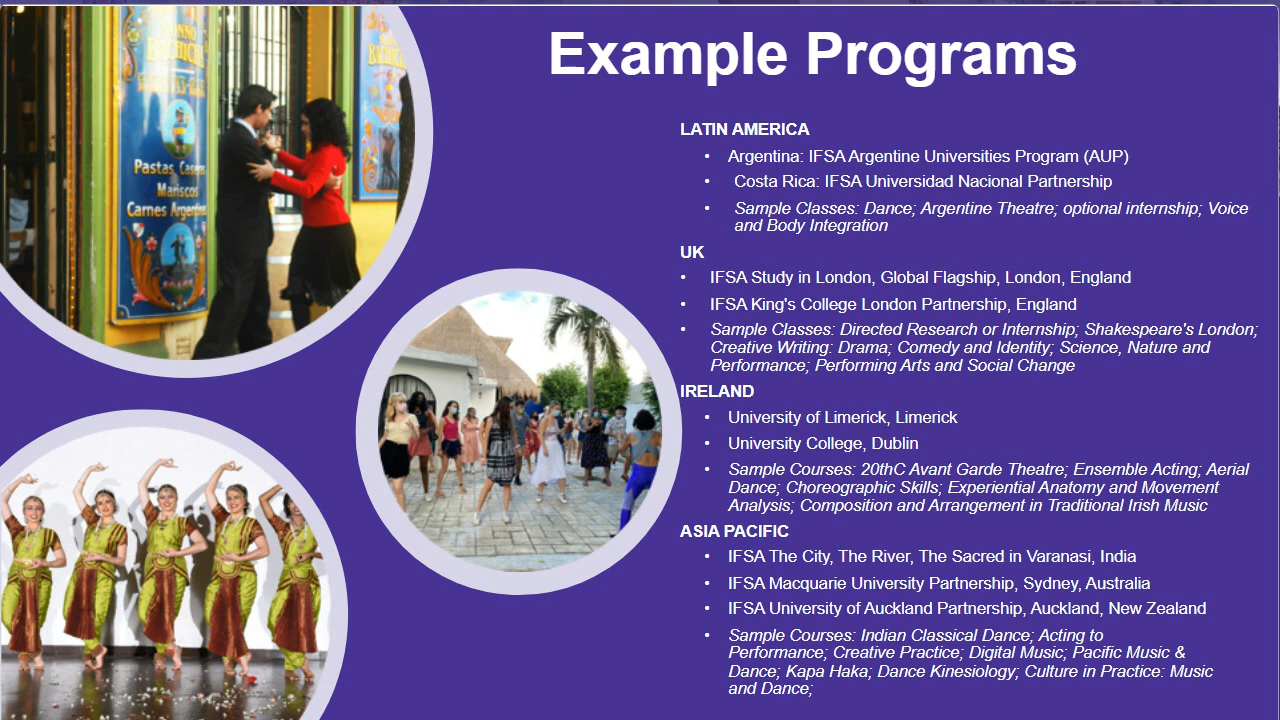 Example Programs
LATIN AMERICA
• Argentina: IFSA Argentine Universities Program (AUP)
• Costa Rica: IFSA Universidad Nacional Partnership
• Sample Classes: Dance; Argentine Theatre; optional internship; Voice
and Body Integration
UK
• IFSA Study in London, Global Flagship, London, England
• IFSA King's College London Partnership, England
• Sample Classes: Directed Research or Internship; Shakespeare's London;
Creative Writing: Drama; Comedy and Identity; Science, Nature and
Performance; Performing Arts and Social Change
IRELAND
• University of Limerick, Limerick
• University College, Dublin
• Sample Courses: 20thC Avant Garde Theatre; Ensemble Acting; Aerial
Dance; Choreographic Skills; Experiential Anatomy and Movement
Analysis; Composition and Arrangement in Traditional Irish Music
ASIA PACIFIC
• IFSA The City, The River, The Sacred in Varanasi, India
• IFSA Macquarie University Partnership, Sydney, Australia
• IFSA University of Auckland Partnership, Auckland, New Zealand
• Sample Courses: Indian Classical Dance; Acting to
Performance; Creative Practice; Digital Music; Pacific Music &
Dance; Kapa Haka; Dance Kinesiology; Culture in Practice: Music
and Dance;
Pastas
Mariscos
Carnes